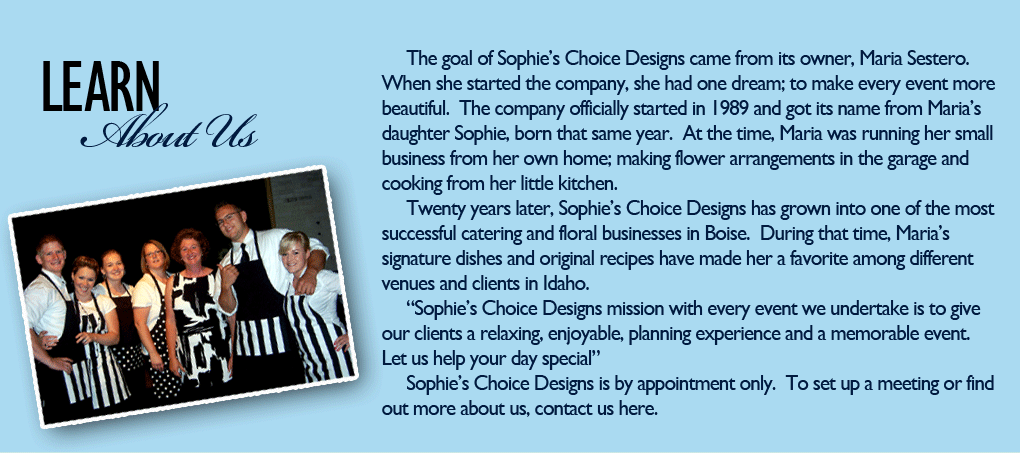 LEARN
About Us
The goal of Sophie's Choice Designs came from its owner, Maria Sestero.
When she started the company, she had one dream; to make every event more
beautiful.  The company officially started in 1989 and got its name from Maria's
daughter Sophie, born that same year.  At the time, Maria was running her small
business from her own home; making flower arrangements in the garage and
cooking from her little kitchen.
Twenty years later, Sophie's Choice Designs has grown into one of the most
successful catering and floral businesses in Boise.  During that time, Maria's
signature dishes and original recipes have made her a favorite among different
venues and clients in Idaho.
“Sophie's Choice Designs mission with every event we undertake is to give
our clients a relaxing, enjoyable, planning experience and a memorable event.
Let us help your day special”
Sophie's Choice Designs is by appointment only.  To set up a meeting or find
out more about us, contact us here.